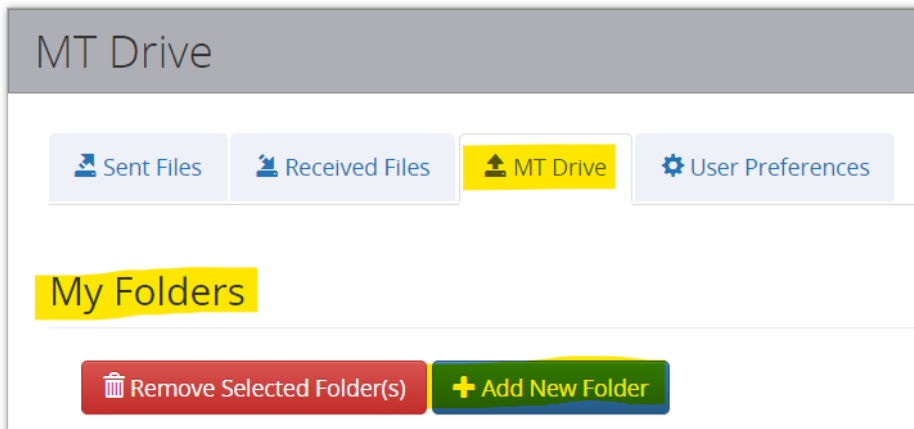 MT Drive
Sent Files Received Files MT Drive User Preferences
My Folders
Remove Selected Folder(s) Add New Folder